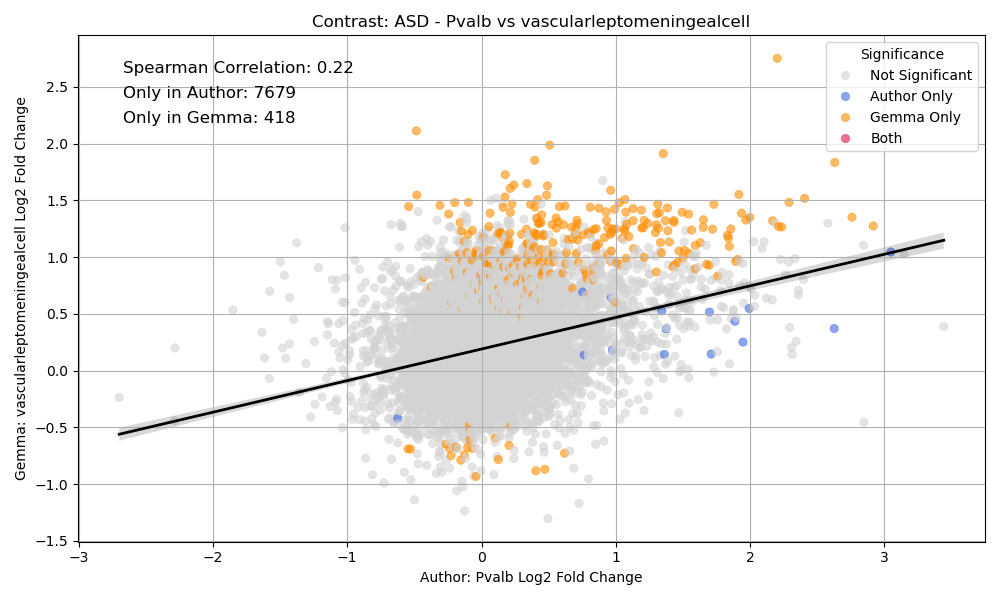 Contrast: ASD - Pvalb vs vascularleptomeningealcell
Spearman Correlation: 0.22
Only in Author: 7679
Only in Gemma: 418
Significance
Not Significant
Author Only
Gemma Only
Both
Gemma: vascularleptomeningealcell Log2 Fold Change
2.5
2.0
1.5
1.0
0.5
0.0
−0.5
−1.0
−1.5
−3
−2
−1
0
1
2
3
Author: Pvalb Log2 Fold Change